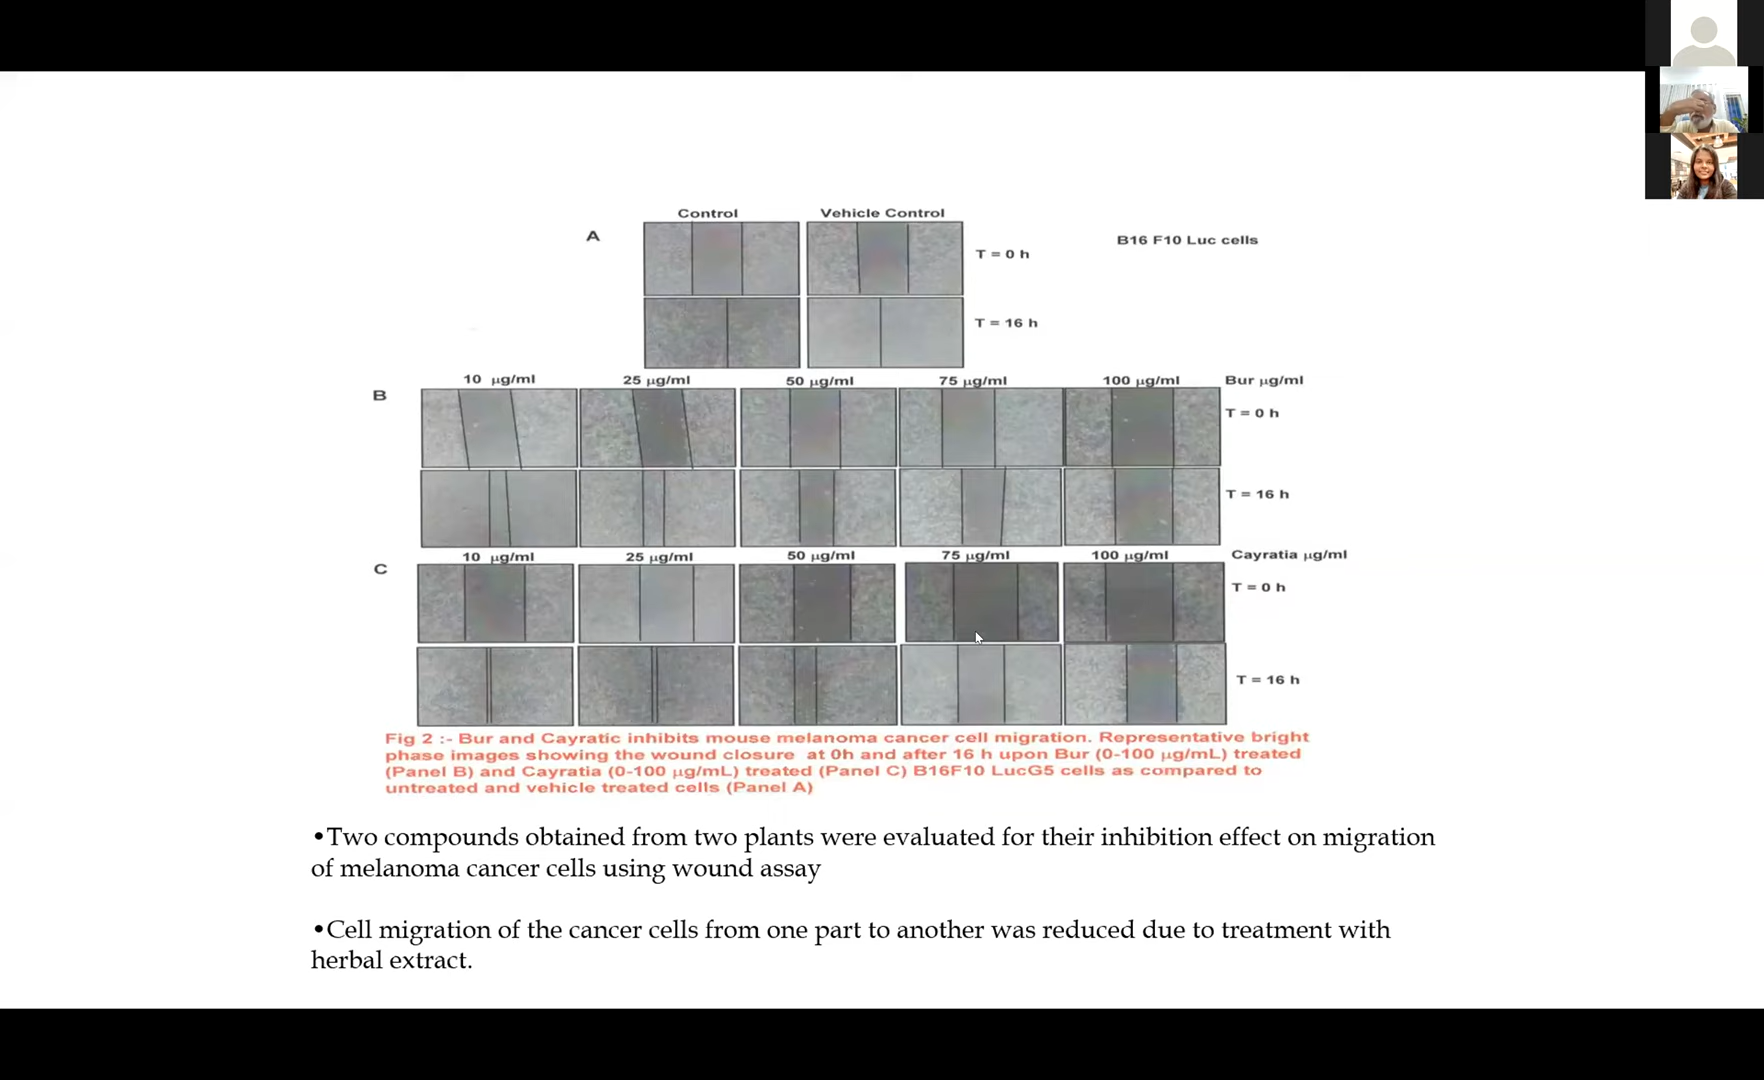 Control Vehicle Control
A B16 F10 Luc cells
T = 0 h
T = 16 h
10 µg/ml 25 µg/ml 50 µg/ml 75 µg/ml 100 µg/ml Bur µg/ml
B
T = 0 h
T = 16 h
10 µg/ml 25 µg/ml 50 µg/ml 75 µg/ml 100 µg/ml Cayratia µg/ml
C
T = 0 h
T = 16 h
Fig 2 :- Bur and Cayratic inhibits mouse melanoma cancer cell migration. Representative bright
phase images showing the wound closure at 0h and after 16 h upon Bur (0-100 µg/mL) treated
(Panel B) and Cayratia (0-100 µg/mL) treated (Panel C) B16F10 LucG5 cells as compared to
untreated and vehicle treated cells (Panel A)
•Two compounds obtained from two plants were evaluated for their inhibition effect on migration
of melanoma cancer cells using wound assay
•Cell migration of the cancer cells from one part to another was reduced due to treatment with
herbal extract.